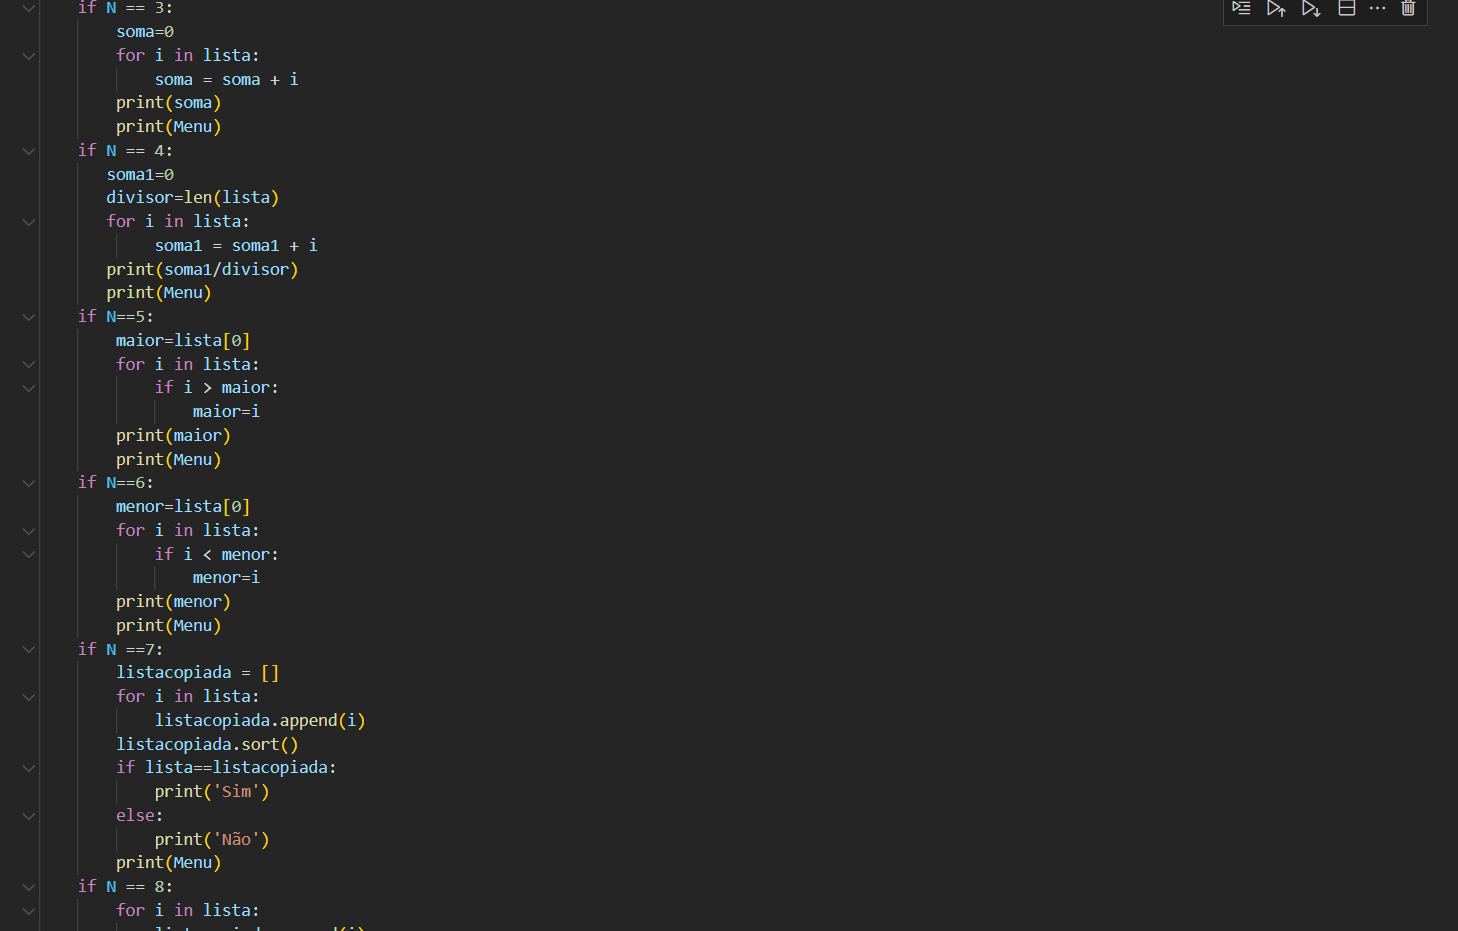 if N == 3:
soma=0
for i in lista:
soma = soma + i
print(soma)
print(Menu)
if N == 4:
soma1=0
divisor=len(lista)
for i in lista:
soma1 = soma1 + i
print(soma1/divisor)
print(Menu)
if N==5:
maior=lista[0]
for i in lista:
if i > maior:
maior=i
print(maior)
print(Menu)
if N==6:
menor=lista[0]
for i in lista:
if i < menor:
menor=i
print(menor)
print(Menu)
if N ==7:
listacopiada = []
for i in lista:
listacopiada.append(i)
listacopiada.sort()
if lista==listacopiada:
print('Sim')
else:
print('Não')
print(Menu)
if N == 8:
for i in lista: